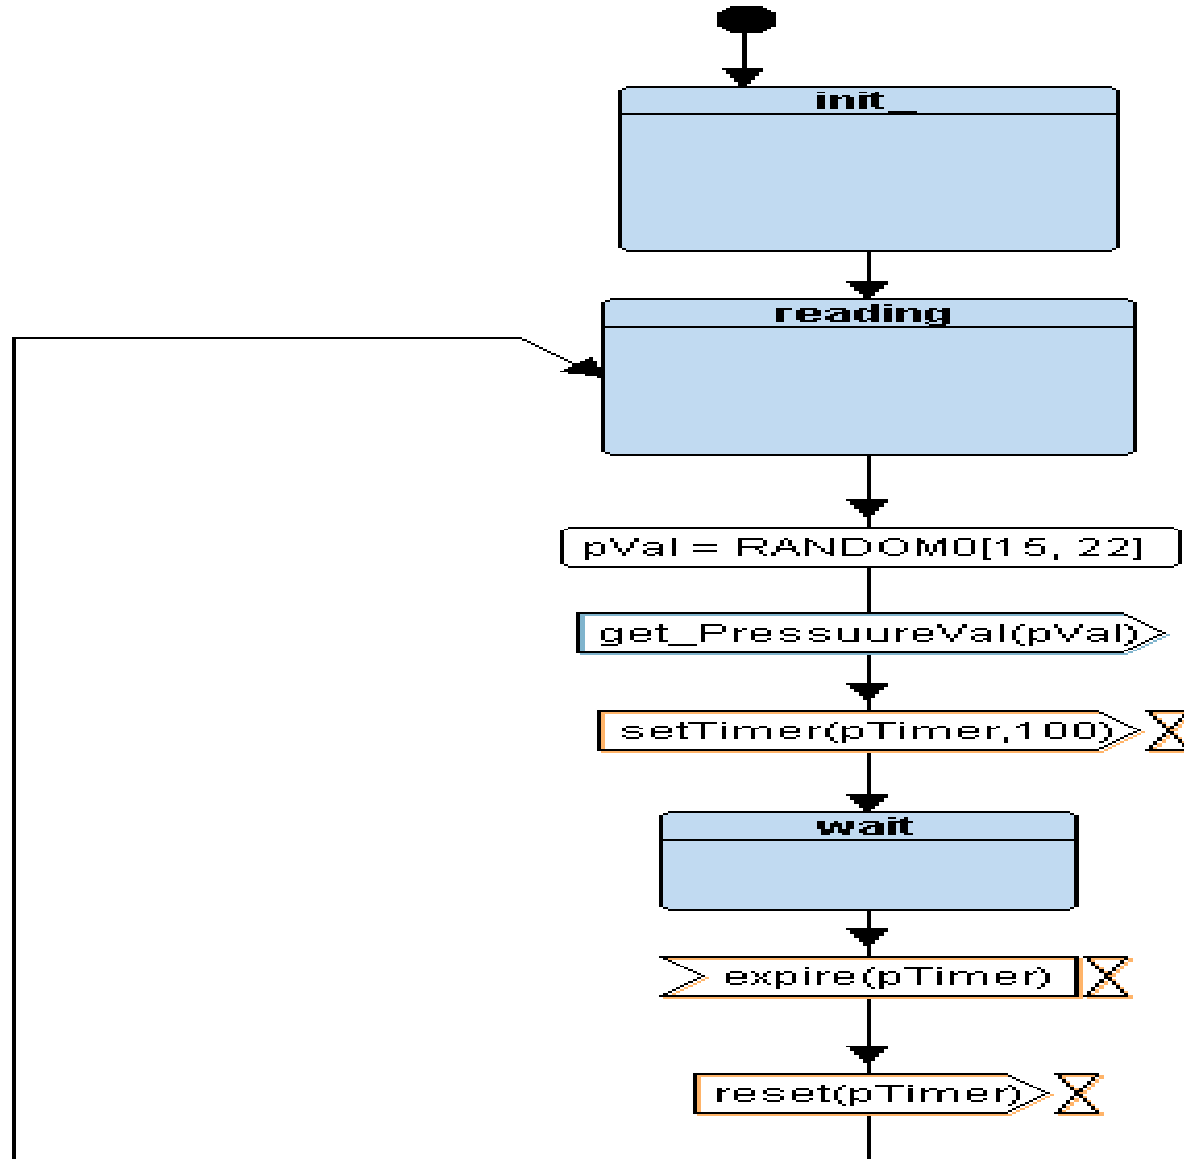 init_
reading
pVal = RANDOM0[15, 22]
get_PressuureVal(pVal)
setTimer(pTimer,100)
wait
expire(pTimer)
reset(pTimer)